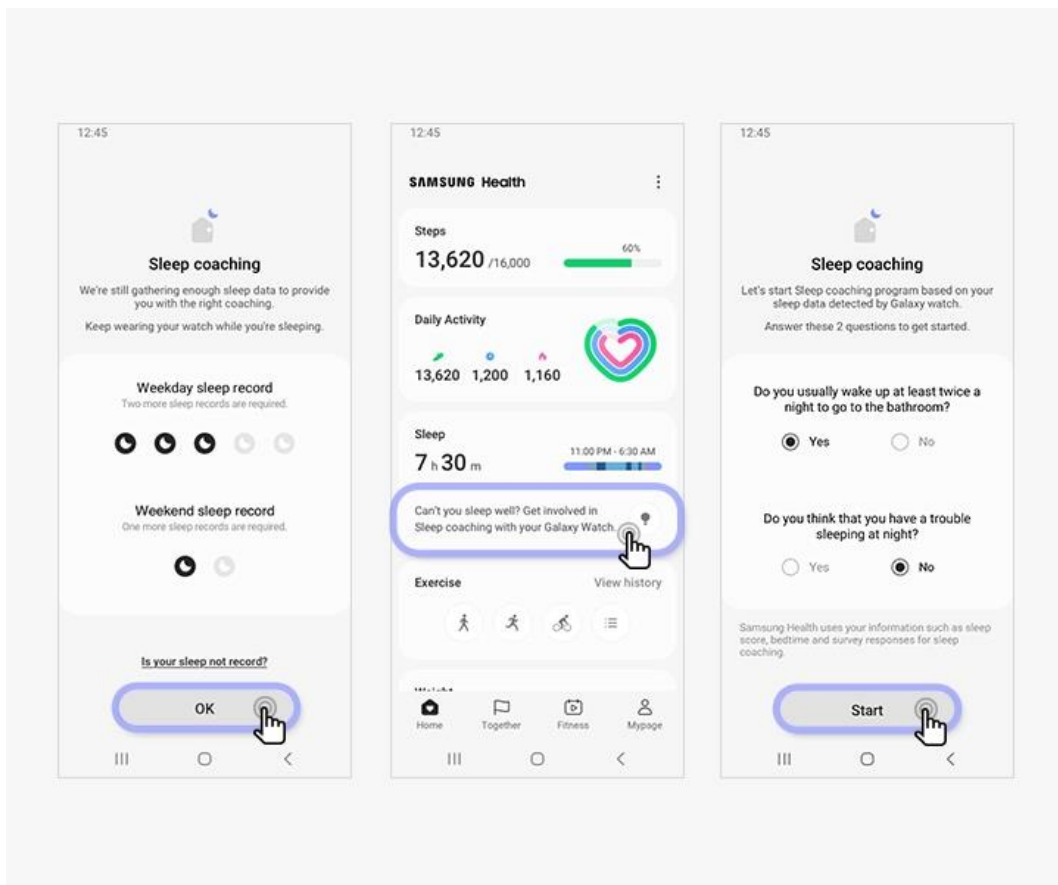 12:45
Sleep coaching
We're still gathering enough sleep data to provide
you with the right coaching.
Keep wearing your watch while you're sleeping.
Weekday sleep record
Two more sleep records are required.
Weekend sleep record
One more sleep records are required.
Is your sleep not record?
OK
12:45
SAMSUNG Health
Steps
13,620 /16,000
60%
Daily Activity
13,620 1,200 1,160
Sleep
7 h 30 m
11:00 PM - 6:30 AM
Can't you sleep well? Get involved in
Sleep coaching with your Galaxy Watch.
Exercise
View history
Weight
Home Together Fitness Mypage
12:45
Sleep coaching
Let's start Sleep coaching program based on your
sleep data detected by Galaxy watch.
Answer these 2 questions to get started.
Do you usually wake up at least twice a
night to go to the bathroom?
Yes No
Do you think that you have a trouble
sleeping at night?
Yes No
Samsung Health uses your information such as sleep
score, bedtime and survey responses for sleep
coaching.
Start